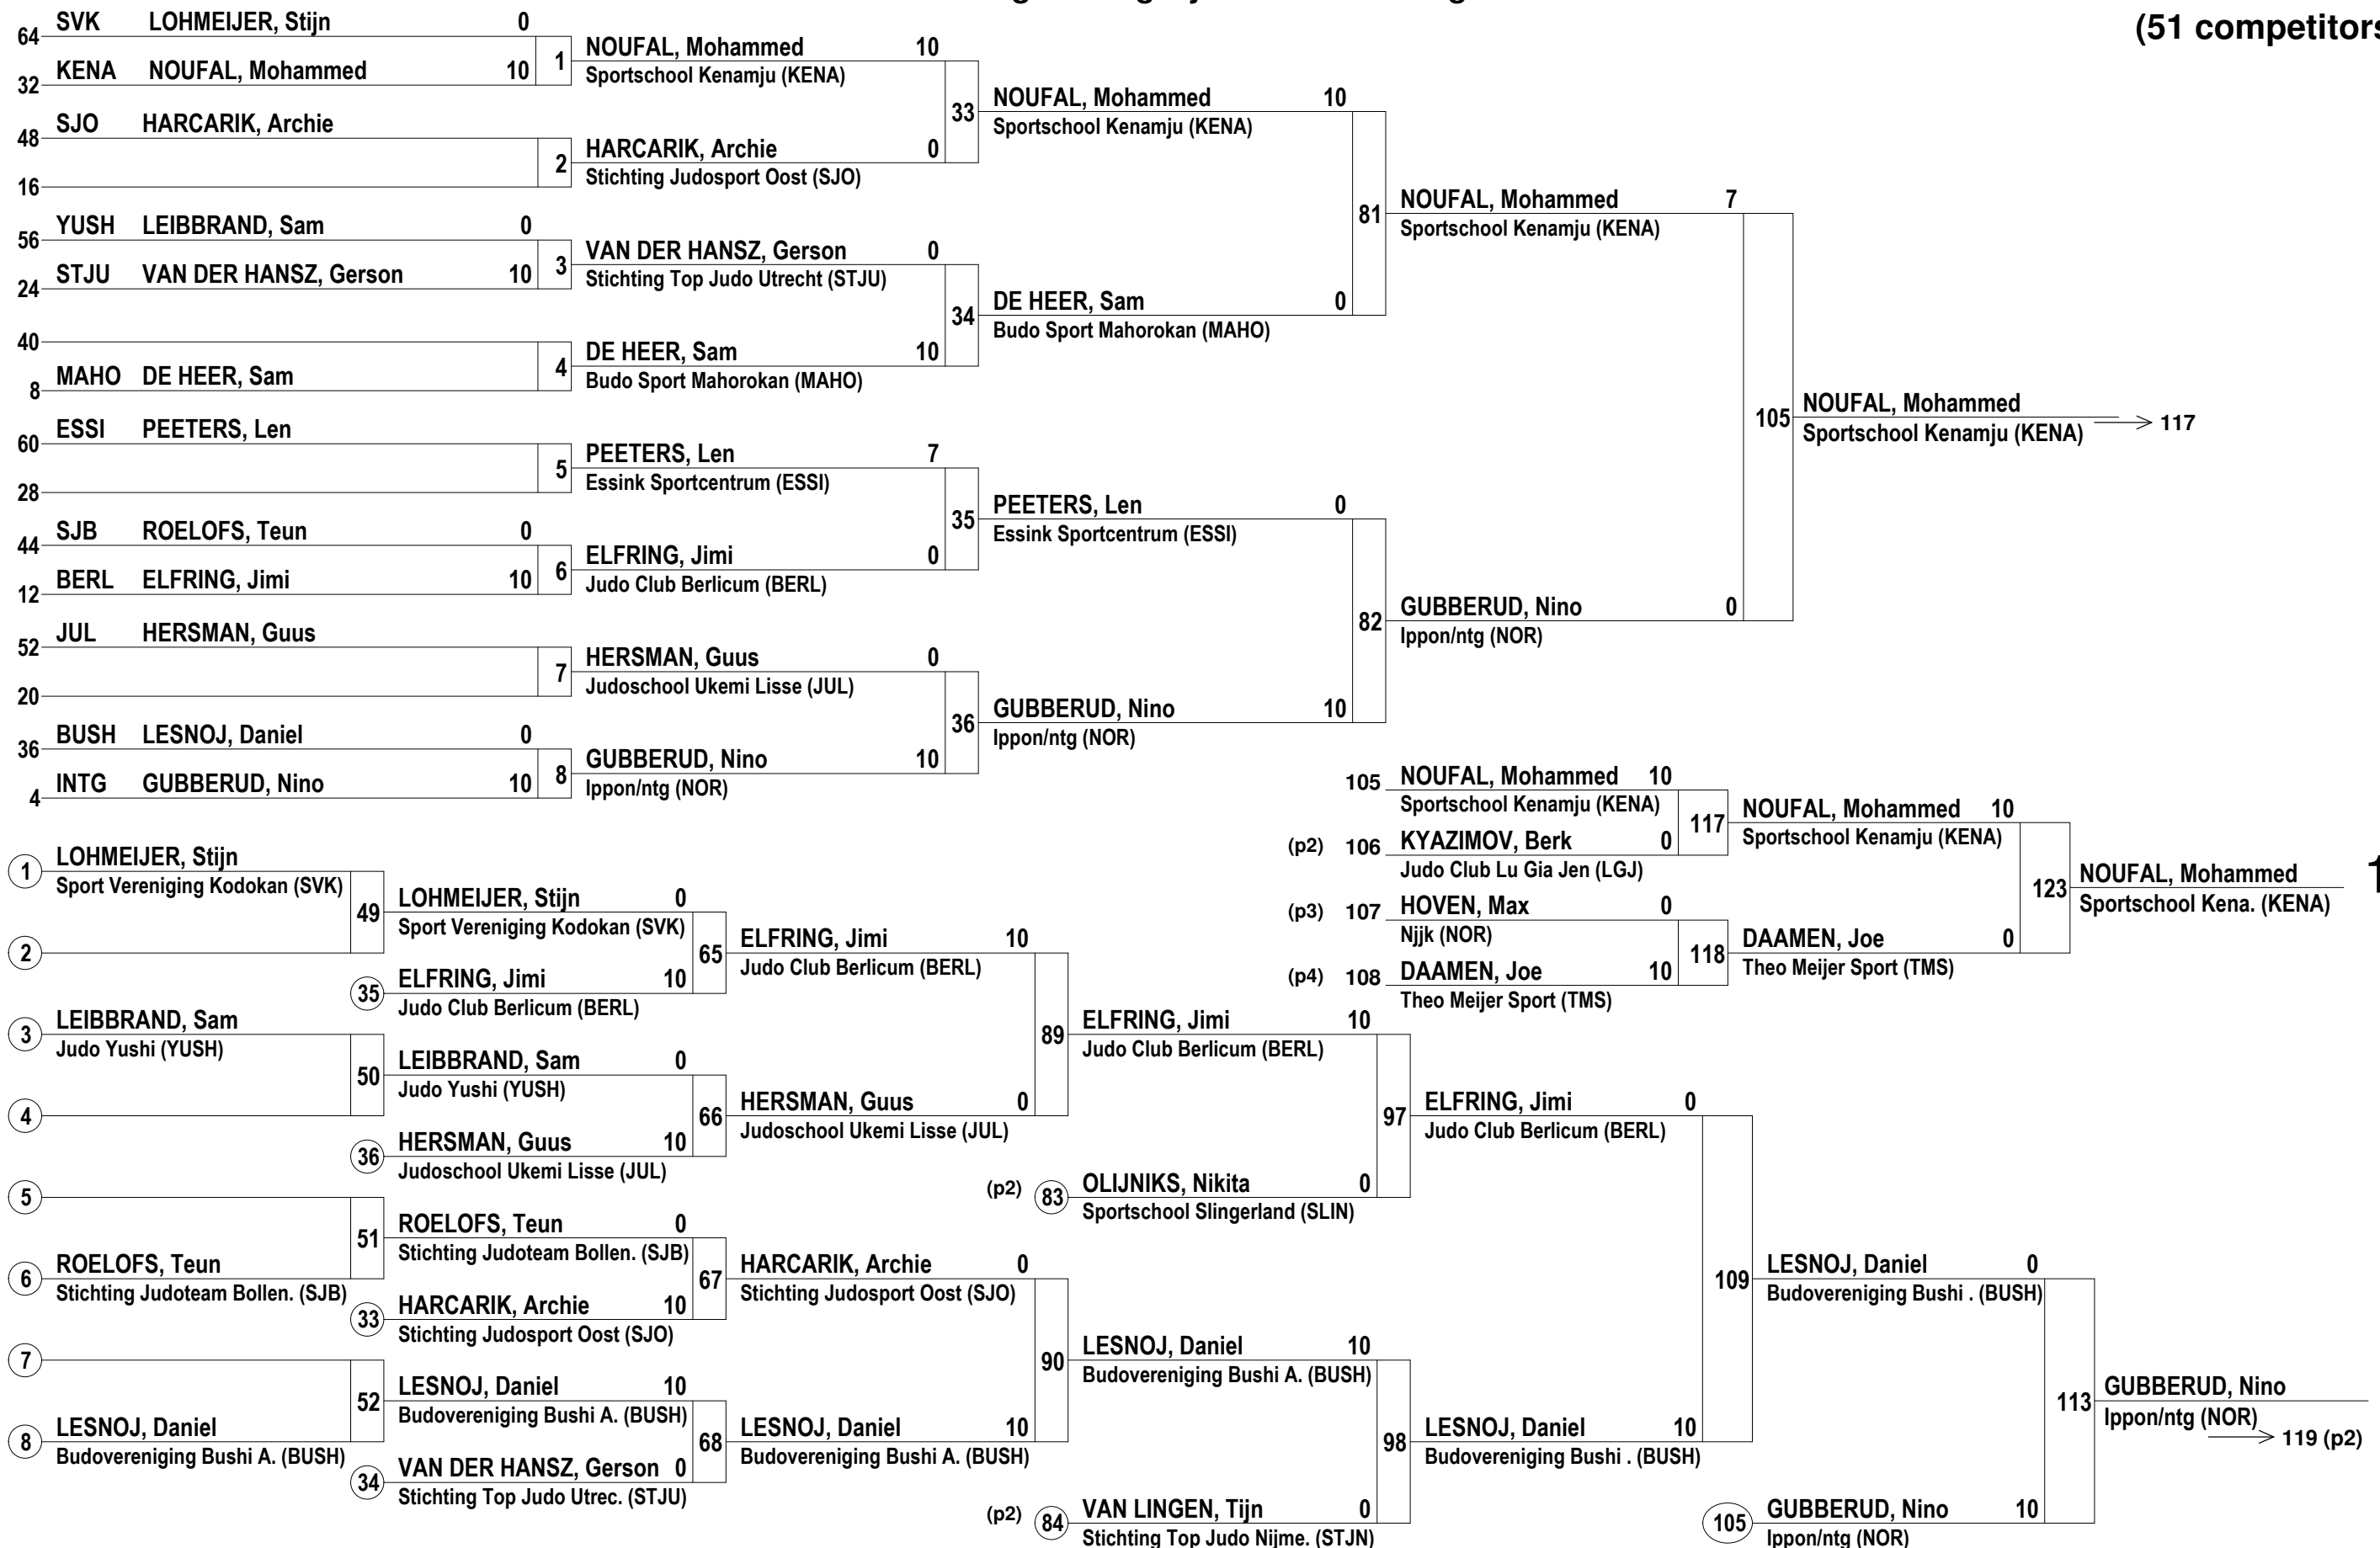 (51 competitors
64 SVK LOHMEIJER, Stijn 0
32 KENA NOUFAL, Mohammed 10
1
NOUFAL, Mohammed 10
Sportschool Kenamju (KENA)
48 SJO HARCARIK, Archie
16
2
HARCARIK, Archie 0
Stichting Judosport Oost (SJO)
33
NOUFAL, Mohammed 10
Sportschool Kenamju (KENA)
56 YUSH LEIBBRAND, Sam 0
24 STJU VAN DER HANSZ, Gerson 10
3
VAN DER HANSZ, Gerson 0
Stichting Top Judo Utrecht (STJU)
40
8 MAHO DE HEER, Sam
4
DE HEER, Sam 10
Budo Sport Mahorokan (MAHO)
34
DE HEER, Sam 0
Budo Sport Mahorokan (MAHO)
81
NOUFAL, Mohammed 7
Sportschool Kenamju (KENA)
60 ESSI PEETERS, Len
28
5
PEETERS, Len 7
Essink Sportcentrum (ESSI)
44 SJB ROELOFS, Teun 0
12 BERL ELFRING, Jimi 10
6
ELFRING, Jimi 0
Judo Club Berlicum (BERL)
35
PEETERS, Len 0
Essink Sportcentrum (ESSI)
52 JUL HERSMAN, Guus
20
7
HERSMAN, Guus 0
Judoschool Ukemi Lisse (JUL)
36 BUSH LESNOJ, Daniel 0
4 INTG GUBBERUD, Nino 10
8
GUBBERUD, Nino 10
Ippon/ntg (NOR)
36
GUBBERUD, Nino 10
Ippon/ntg (NOR)
82
GUBBERUD, Nino 0
Ippon/ntg (NOR)
105
NOUFAL, Mohammed
Sportschool Kenamju (KENA)
117
105 NOUFAL, Mohammed 10
Sportschool Kenamju (KENA)
(p2) 106 KYAZIMOV, Berk 0
Judo Club Lu Gia Jen (LGJ)
117
NOUFAL, Mohammed 10
Sportschool Kenamju (KENA)
(p3) 107 HOVEN, Max 0
Njjk (NOR)
(p4) 108 DAAMEN, Joe 10
Theo Meijer Sport (TMS)
118
DAAMEN, Joe 0
Theo Meijer Sport (TMS)
123
NOUFAL, Mohammed
Sportschool Kena. (KENA)
1 LOHMEIJER, Stijn
Sport Vereniging Kodokan (SVK)
2
49
LOHMEIJER, Stijn 0
Sport Vereniging Kodokan (SVK)
35 ELFRING, Jimi 10
Judo Club Berlicum (BERL)
65
ELFRING, Jimi 10
Judo Club Berlicum (BERL)
3 LEIBBRAND, Sam
Judo Yushi (YUSH)
4
50
LEIBBRAND, Sam 0
Judo Yushi (YUSH)
36 HERSMAN, Guus 10
Judoschool Ukemi Lisse (JUL)
66
HERSMAN, Guus 0
Judoschool Ukemi Lisse (JUL)
89
ELFRING, Jimi 10
Judo Club Berlicum (BERL)
(p2) 83 OLIJNIKS, Nikita 0
Sportschool Slingerland (SLIN)
97
ELFRING, Jimi 0
Judo Club Berlicum (BERL)
5
6 ROELOFS, Teun
Stichting Judoteam Bollen. (SJB)
51
ROELOFS, Teun 0
Stichting Judoteam Bollen. (SJB)
33 HARCARIK, Archie 10
Stichting Judosport Oost (SJO)
67
HARCARIK, Archie 0
Stichting Judosport Oost (SJO)
7
8 LESNOJ, Daniel
Budovereniging Bushi A. (BUSH)
52
LESNOJ, Daniel 10
Budovereniging Bushi A. (BUSH)
34 VAN DER HANSZ, Gerson 0
Stichting Top Judo Utrec. (STJU)
68
LESNOJ, Daniel 10
Budovereniging Bushi A. (BUSH)
90
LESNOJ, Daniel 10
Budovereniging Bushi A. (BUSH)
(p2) 84 VAN LINGEN, Tijn 0
Stichting Top Judo Nijme. (STJN)
98
LESNOJ, Daniel 10
Budovereniging Bushi . (BUSH)
109
LESNOJ, Daniel 0
Budovereniging Bushi . (BUSH)
105 GUBBERUD, Nino 10
Ippon/ntg (NOR)
113
GUBBERUD, Nino
Ippon/ntg (NOR)
119 (p2)